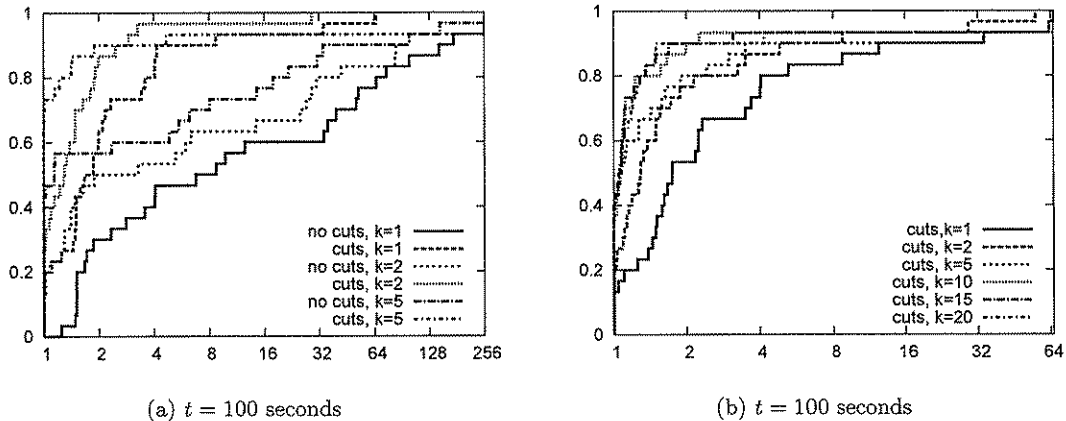 1
0.8
0.6
0.4
0.2
0
1 2 4 8 16 32 64 128 256
no cuts, k=1
cuts, k=1
no cuts, k=2
cuts, k=2
no cuts, k=5
cuts, k=5
(a) t = 100 seconds
1
0.8
0.6
0.4
0.2
0
1 2 4 8 16 32 64
cuts,k=1
cuts, k=2
cuts, k=5
cuts, k=10
cuts, k=15
cuts, k=20
(b) t = 100 seconds